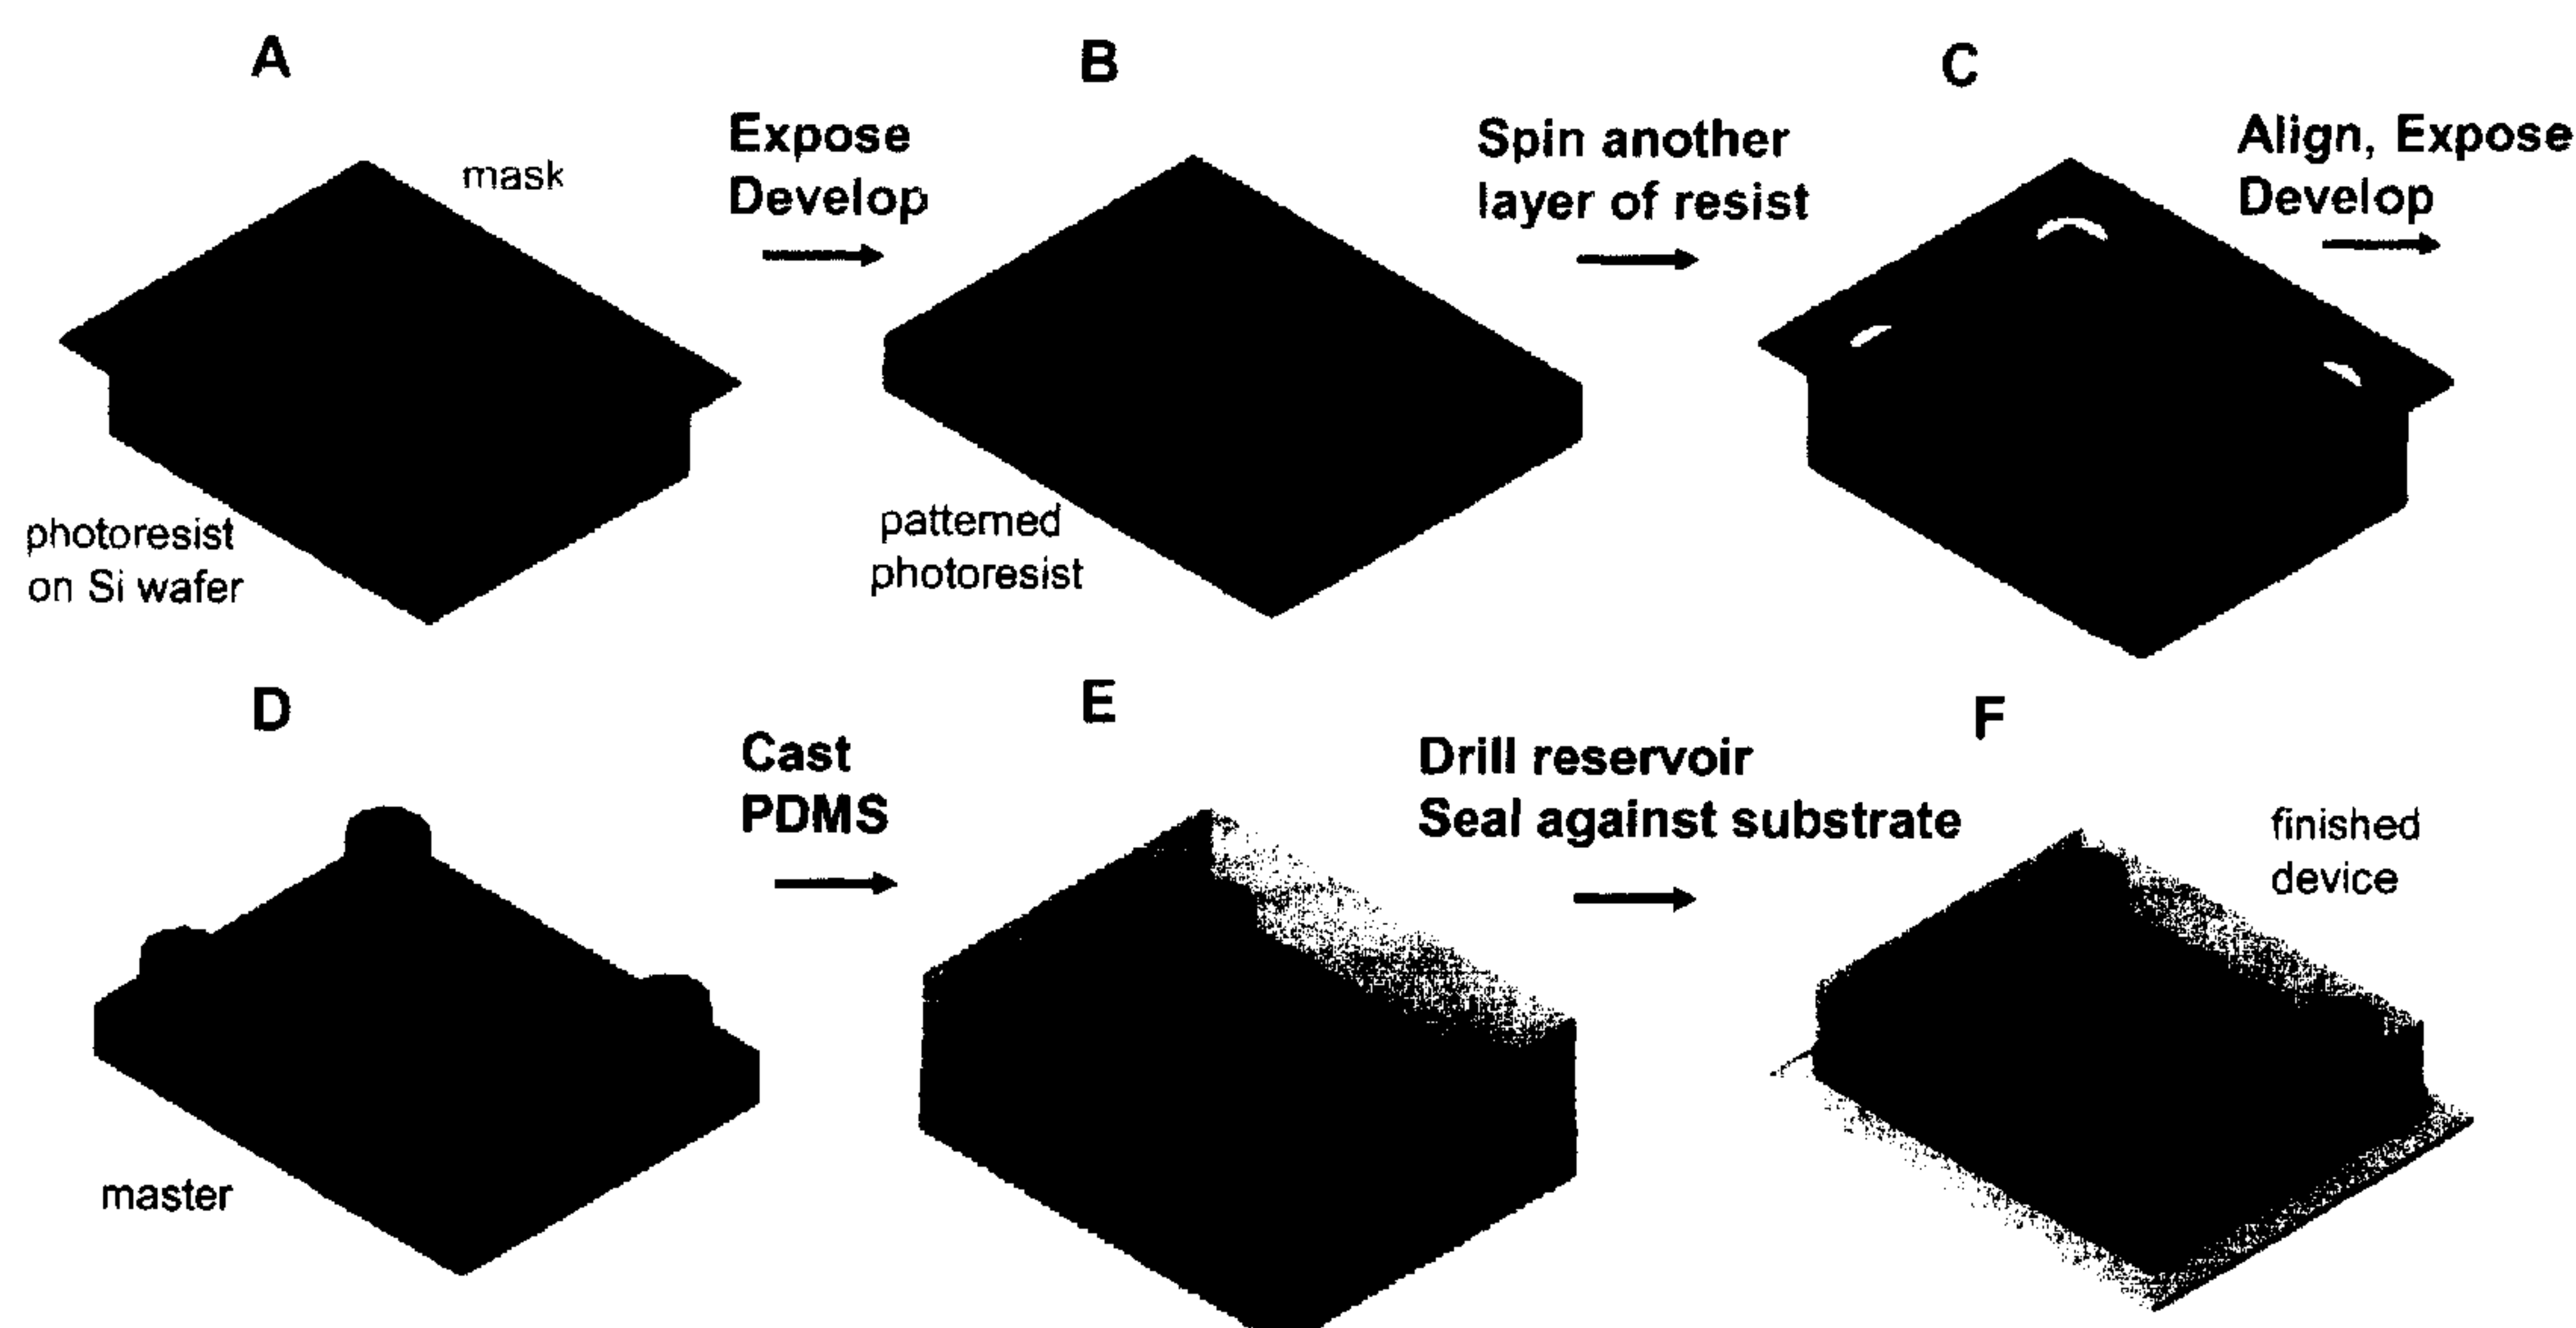 A
B
C
mask
Expose
Develop
Spin another
layer of resist
Align, Expose
Develop
photoresist
on Si wafer
patterned
photoresist
D
E
F
Cast
PDMS
Drill reservoir
Seal against substrate
finished
device
master